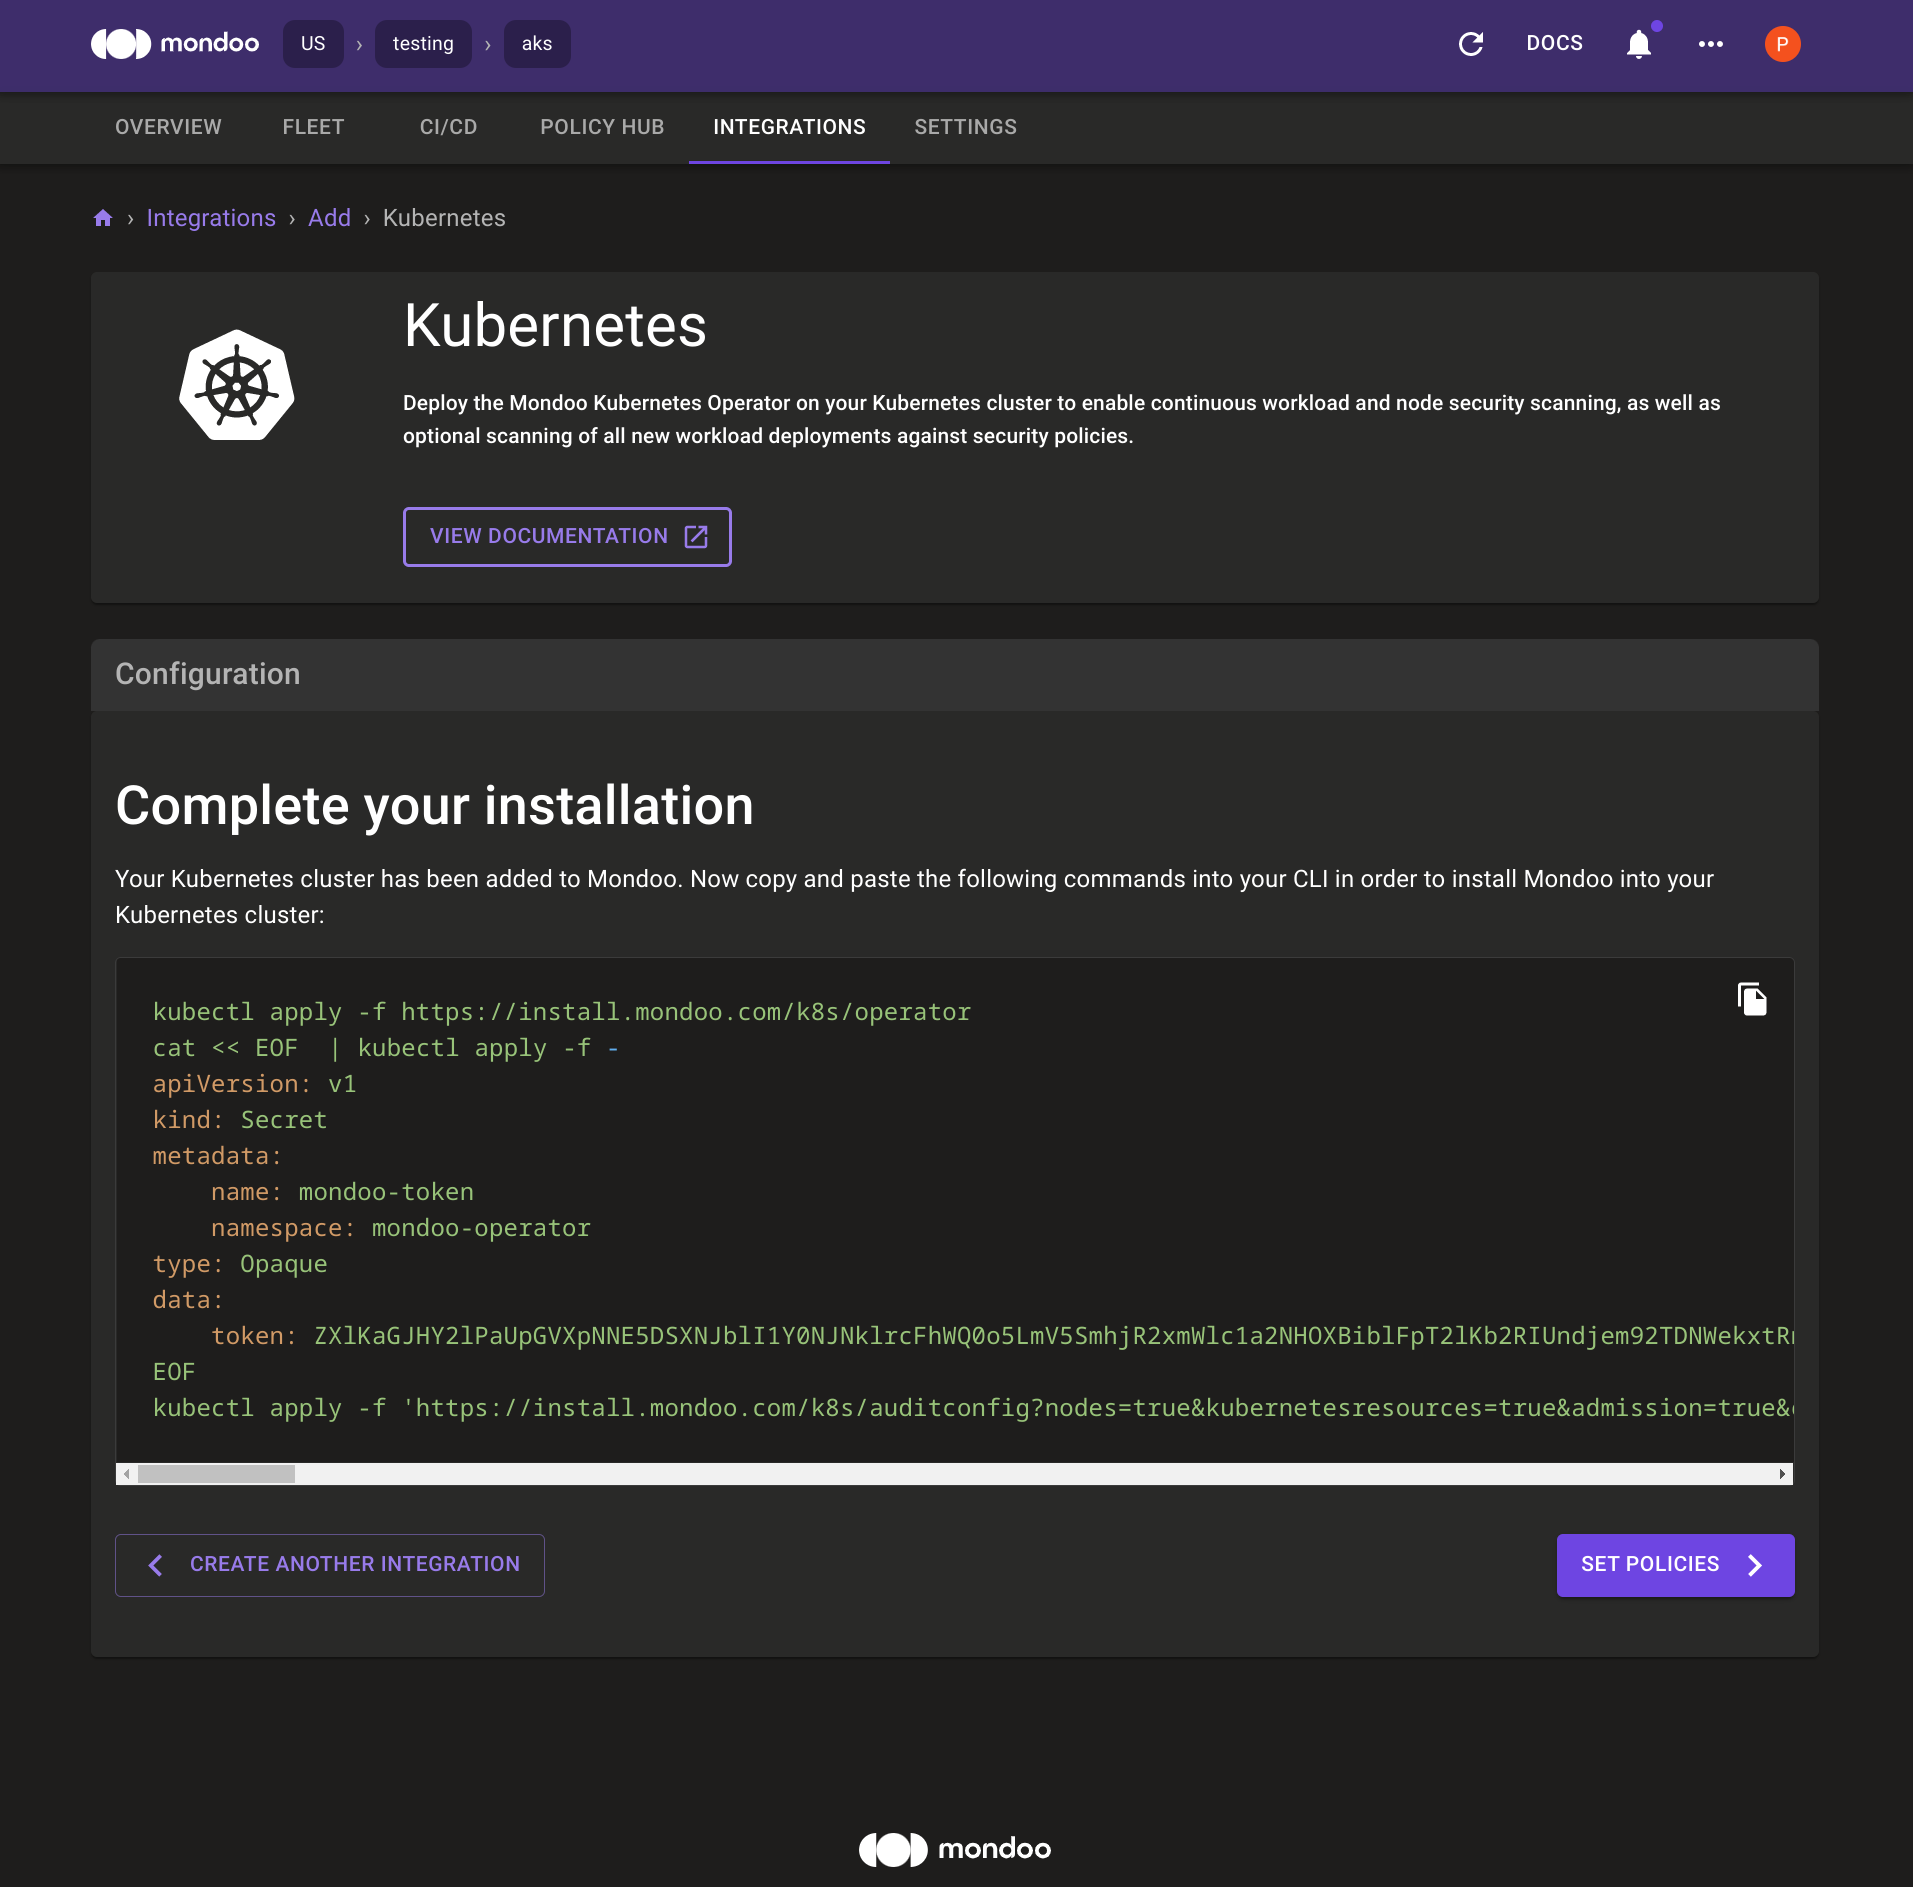 mondoo US › testing › aks DOCS P
OVERVIEW FLEET CI/CD POLICY HUB INTEGRATIONS SETTINGS
› Integrations › Add › Kubernetes
Kubernetes
Deploy the Mondoo Kubernetes Operator on your Kubernetes cluster to enable continuous workload and node security scanning, as well as
optional scanning of all new workload deployments against security policies.
VIEW DOCUMENTATION
Configuration
Complete your installation
Your Kubernetes cluster has been added to Mondoo. Now copy and paste the following commands into your CLI in order to install Mondoo into your
Kubernetes cluster:
kubectl apply -f https://install.mondoo.com/k8s/operator
cat << EOF  | kubectl apply -f -
apiVersion: v1
kind: Secret
metadata:
    name: mondoo-token
    namespace: mondoo-operator
type: Opaque
data:
    token: ZXlKaGJHY2lPaUpGVXpNNE5DSXNJblI1Y0NJNklrcFhWQ0o5LmV5SmhjR2xmWlc1a2NHOXBiblFpT2lKb2RIUndjem92TDNWekxtR
EOF
kubectl apply -f 'https://install.mondoo.com/k8s/auditconfig?nodes=true&kubernetesresources=true&admission=true&
CREATE ANOTHER INTEGRATION
SET POLICIES
mondoo